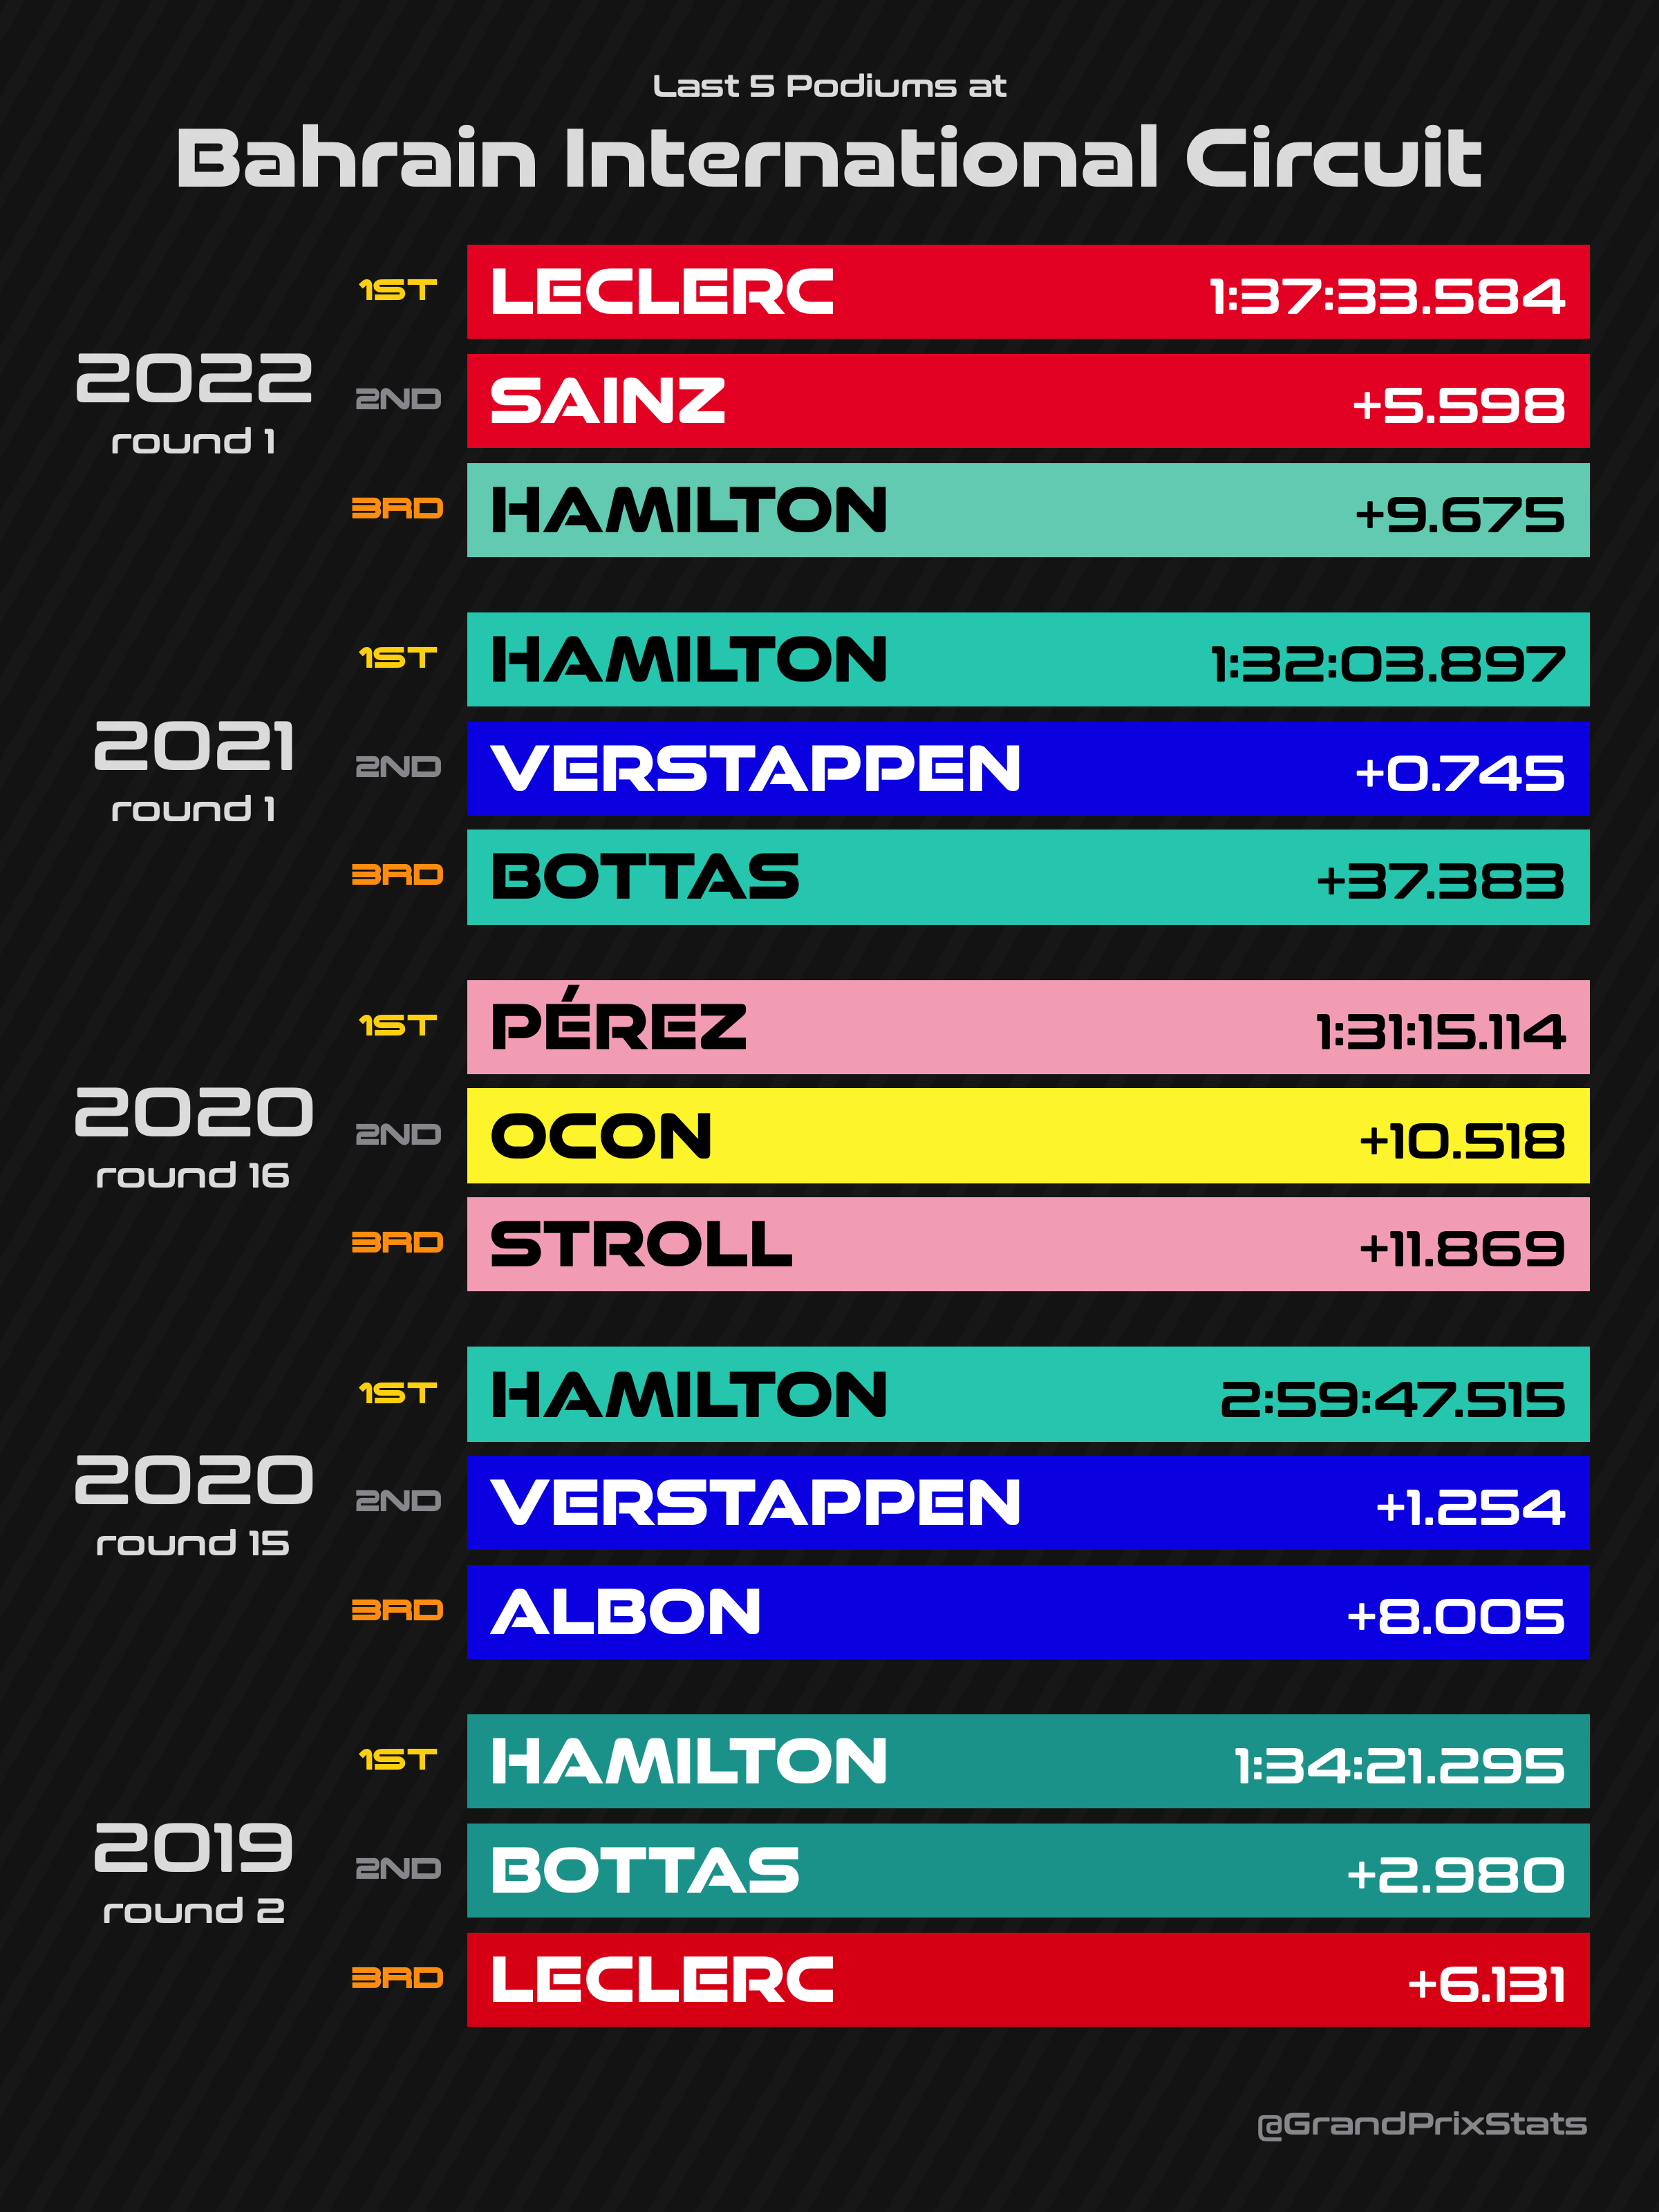 Last 5 Podiums at
Bahrain International Circuit
2022
round 1
1ST LECLERC 1:37:33.584
2ND SAINZ +5.598
3RD HAMILTON +9.675
2021
round 1
1ST HAMILTON 1:32:03.897
2ND VERSTAPPEN +0.745
3RD BOTTAS +37.383
2020
round 16
1ST PÉREZ 1:31:15.114
2ND OCON +10.518
3RD STROLL +11.869
2020
round 15
1ST HAMILTON 2:59:47.515
2ND VERSTAPPEN +1.254
3RD ALBON +8.005
2019
round 2
1ST HAMILTON 1:34:21.295
2ND BOTTAS +2.980
3RD LECLERC +6.131
@GrandPrixStats